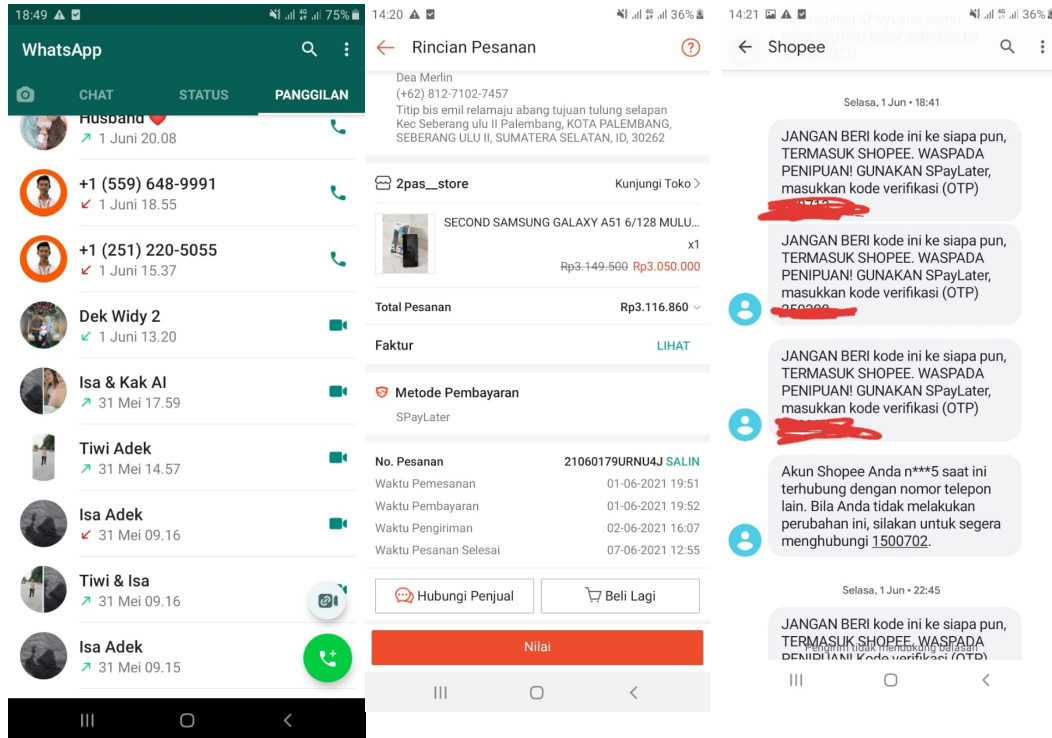 18:49
75%
WhatsApp
CHAT
STATUS
PANGGILAN
Husband
1 Juni 20.08
+1 (559) 648-9991
1 Juni 18.55
+1 (251) 220-5055
1 Juni 15.37
Dek Widy 2
1 Juni 13.20
Isa & Kak Al
31 Mei 17.59
Tiwi Adek
31 Mei 14.57
Isa Adek
31 Mei 09.16
Tiwi & Isa
31 Mei 09.16
Isa Adek
31 Mei 09.15
14:20
36%
Rincian Pesanan
Dea Merlin
(+62) 812-7102-7457
Titip bis emil relamaju abang tujuan tulung selapan
Kec Seberang ulu II Palembang, KOTA PALEMBANG,
SEBERANG ULU II, SUMATERA SELATAN, ID, 30262
2pas__store
Kunjungi Toko
SECOND SAMSUNG GALAXY A51 6/128 MULU...
x1
Rp3.149.500 Rp3.050.000
Total Pesanan
Rp3.116.860
Faktur
LIHAT
Metode Pembayaran
SPayLater
No. Pesanan
21060179URNU4J SALIN
Waktu Pemesanan
01-06-2021 19:51
Waktu Pembayaran
01-06-2021 19:52
Waktu Pengiriman
02-06-2021 16:07
Waktu Pesanan Selesai
07-06-2021 12:55
Hubungi Penjual
Beli Lagi
Nilai
14:21
36%
Shopee
Selasa, 1 Jun • 18:41
JANGAN BERI kode ini ke siapa pun,
TERMASUK SHOPEE. WASPADA
PENIPUAN! GUNAKAN SPayLater,
masukkan kode verifikasi (OTP)
JANGAN BERI kode ini ke siapa pun,
TERMASUK SHOPEE. WASPADA
PENIPUAN! GUNAKAN SPayLater,
masukkan kode verifikasi (OTP)
JANGAN BERI kode ini ke siapa pun,
TERMASUK SHOPEE. WASPADA
PENIPUAN! GUNAKAN SPayLater,
masukkan kode verifikasi (OTP)
Akun Shopee Anda n***5 saat ini
terhubung dengan nomor telepon
lain. Bila Anda tidak melakukan
perubahan ini, silakan untuk segera
menghubungi 1500702.
Selasa, 1 Jun • 22:45
JANGAN BERI kode ini ke siapa pun,
TERMASUK SHOPEE. WASPADA
Pengirim tidak mendukung balasan
PENIPUAN! Kode verifikasi (OTP)